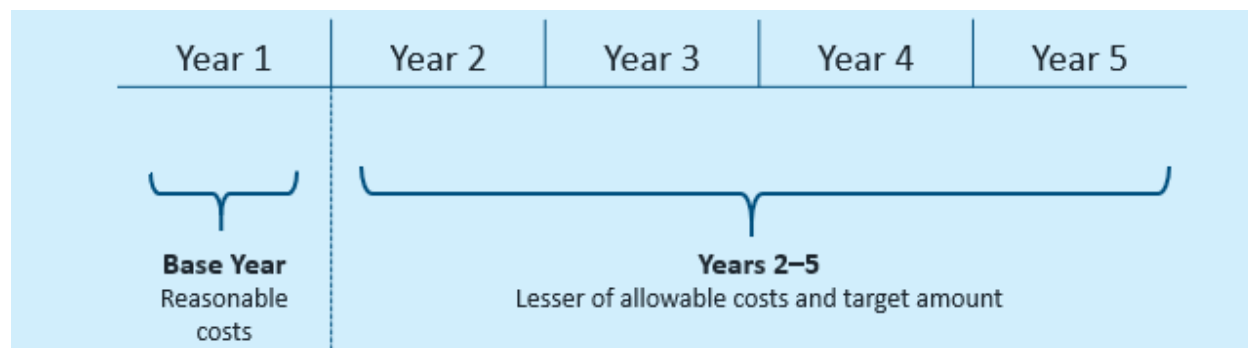 Year 1 Year 2 Year 3 Year 4 Year 5
Base Year
Reasonable
costs
Years 2–5
Lesser of allowable costs and target amount